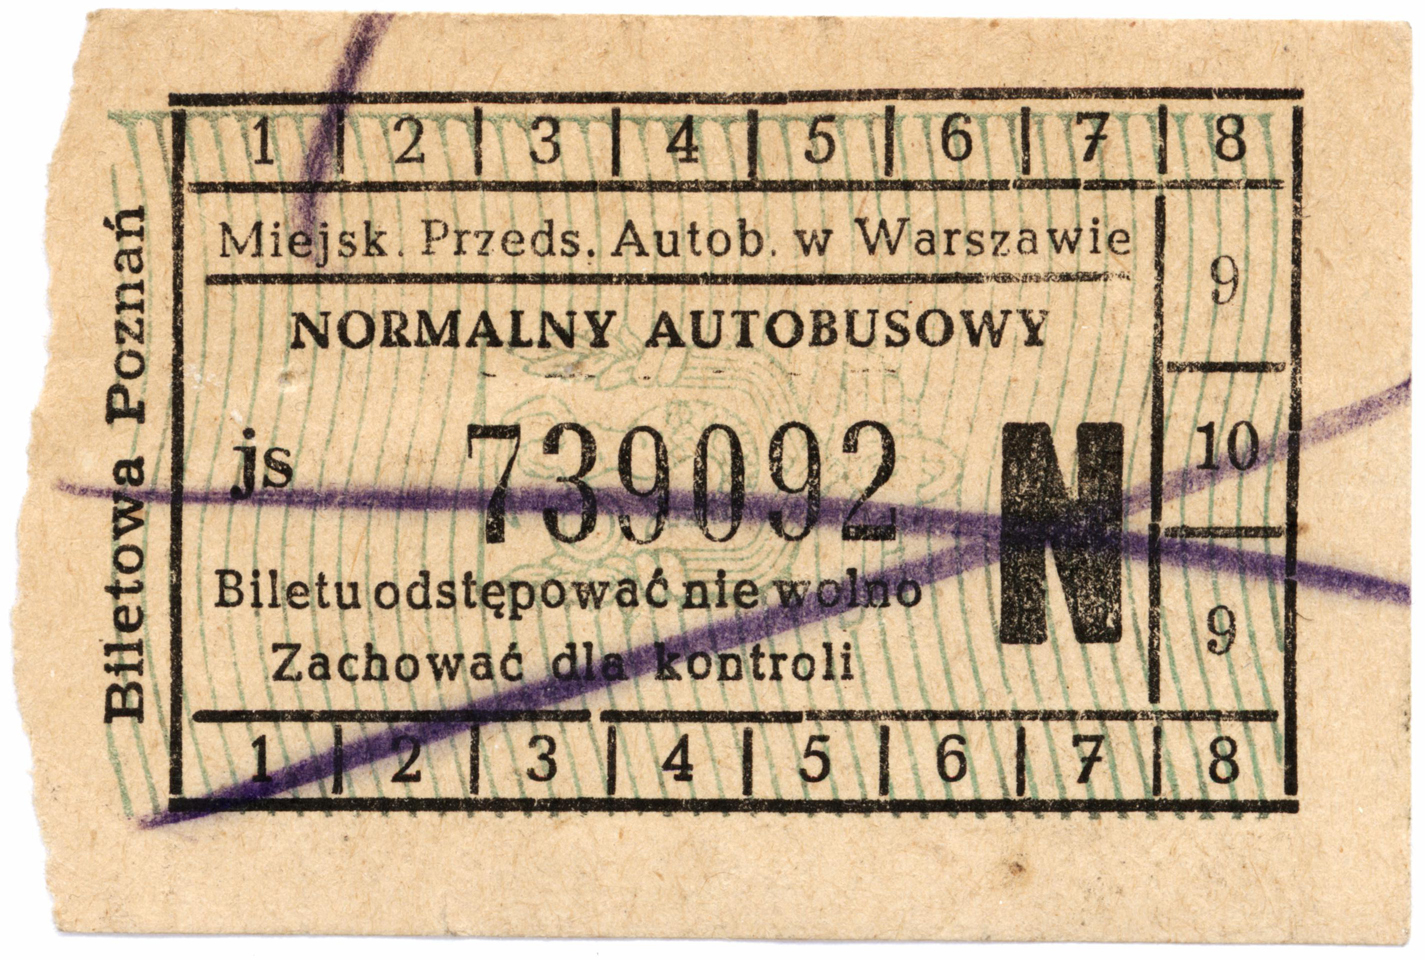 1 2 3 4 5 6 7 8
Miejsk. Przeds. Autob. w Warszawie
9
NORMALNY AUTOBUSOWY
js 739092 N
10
Biletu odstępować nie wolno
9
Zachować dla kontroli
1 2 3 4 5 6 7 8
Biletowa Poznań